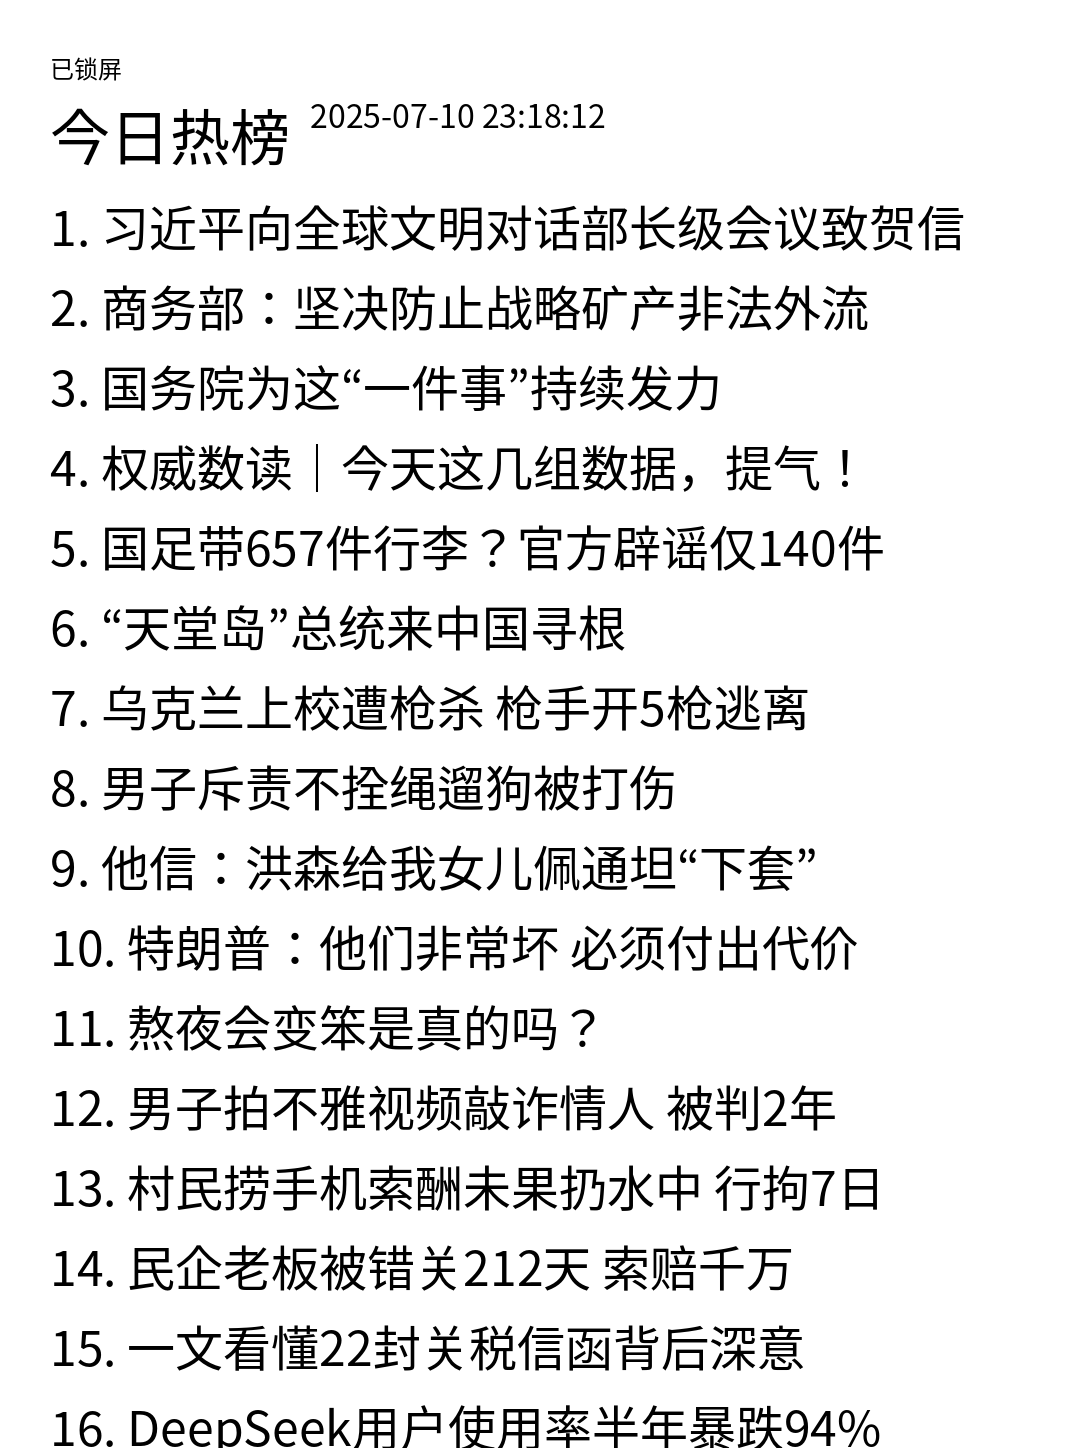 已锁屏
今日热榜 2025-07-10 23:18:12
1. 习近平向全球文明对话部长级会议致贺信
2. 商务部：坚决防止战略矿产非法外流
3. 国务院为这“一件事”持续发力
4. 权威数读｜今天这几组数据，提气！
5. 国足带657件行李？官方辟谣仅140件
6. “天堂岛”总统来中国寻根
7. 乌克兰上校遭枪杀 枪手开5枪逃离
8. 男子斥责不拴绳遛狗被打伤
9. 他信：洪森给我女儿佩通坦“下套”
10. 特朗普：他们非常坏 必须付出代价
11. 熬夜会变笨是真的吗？
12. 男子拍不雅视频敲诈情人 被判2年
13. 村民捞手机索酬未果扔水中 行拘7日
14. 民企老板被错关212天 索赔千万
15. 一文看懂22封关税信函背后深意
16. DeepSeek用户使用率半年暴跌94%